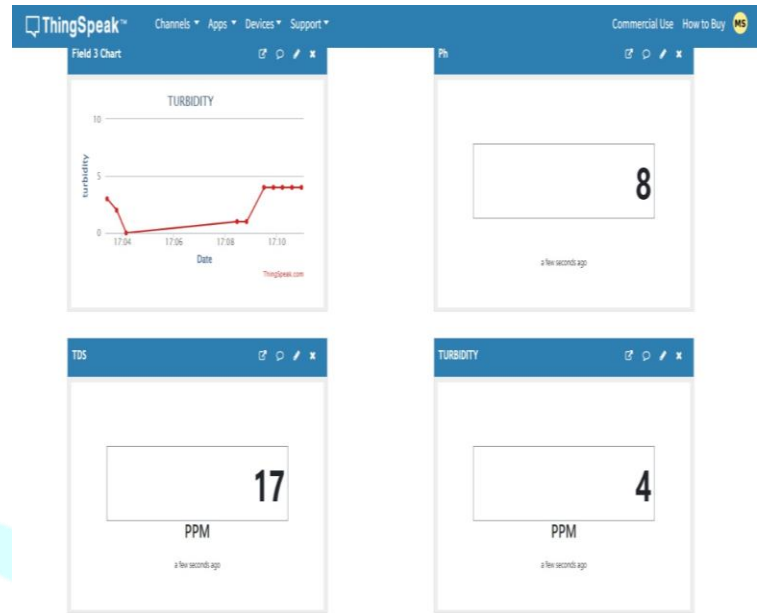 ThingSpeak™ Channels Apps Devices Support Commercial Use How to Buy MS
Field 3 Chart
TURBIDITY
10
5
0
turbidity
17:04 17:06 17:08 17:10
Date
ThingSpeak.com
Ph
8
a few seconds ago
TDS
17
PPM
a few seconds ago
TURBIDITY
4
PPM
a few seconds ago